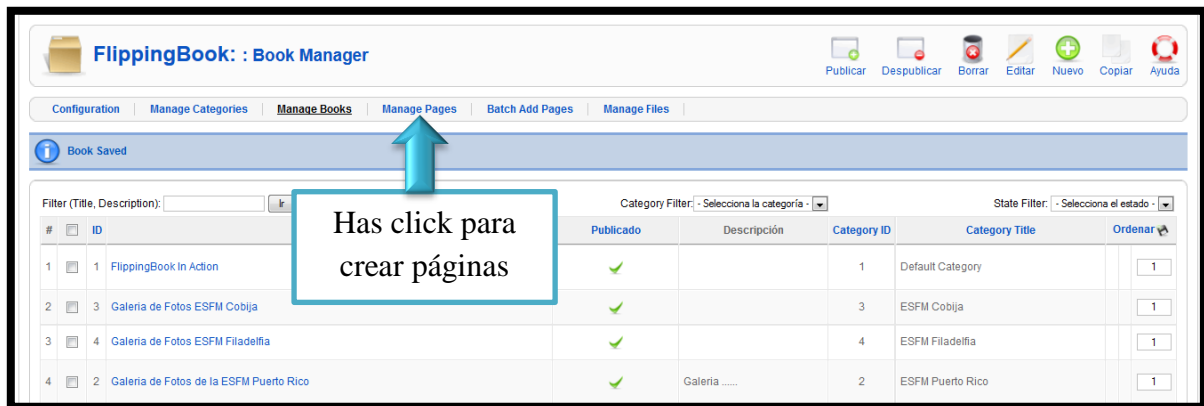 FlippingBook: : Book Manager
Publicar Despublicar Borrar Editar Nuevo Copiar Ayuda
Configuration Manage Categories Manage Books Manage Pages Batch Add Pages Manage Files
Book Saved
Filter (Title, Description): Ir Category Filter: - Selecciona la categoría - State Filter: - Selecciona el estado -
Has click para
crear páginas
# ID Publicado Descripción Category ID Category Title Ordenar
1 1 FlippingBook In Action 1 Default Category 1
2 3 Galeria de Fotos ESFM Cobija 3 ESFM Cobija 1
3 4 Galeria de Fotos ESFM Filadelfia 4 ESFM Filadelfia 1
4 2 Galeria de Fotos de la ESFM Puerto Rico Galeria ...... 2 ESFM Puerto Rico 1